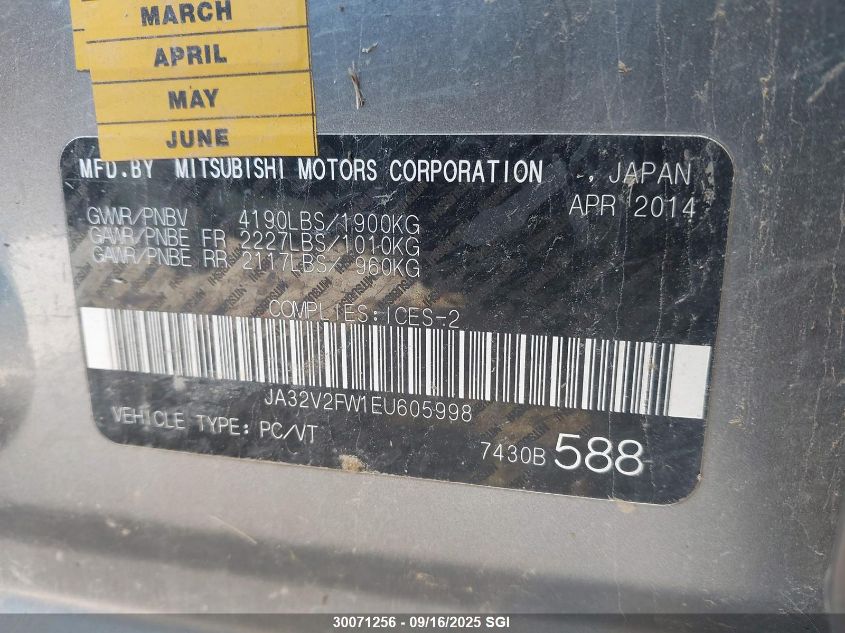 MARCH
APRIL
MAY
JUNE
MFD.BY MITSUBISHI MOTORS CORPORATION -, JAPAN
APR 2014
GVWR/PNBV 4190LBS/1900KG
GAWR/PNBE FR 2227LBS/1010KG
GAWR/PNBE RR 2117LBS/ 960KG
COMPLIES:ICES-2
JA32V2FW1EU605998
VEHICLE TYPE: PC/VT
7430B 588
30071256 - 09/16/2025 SGI